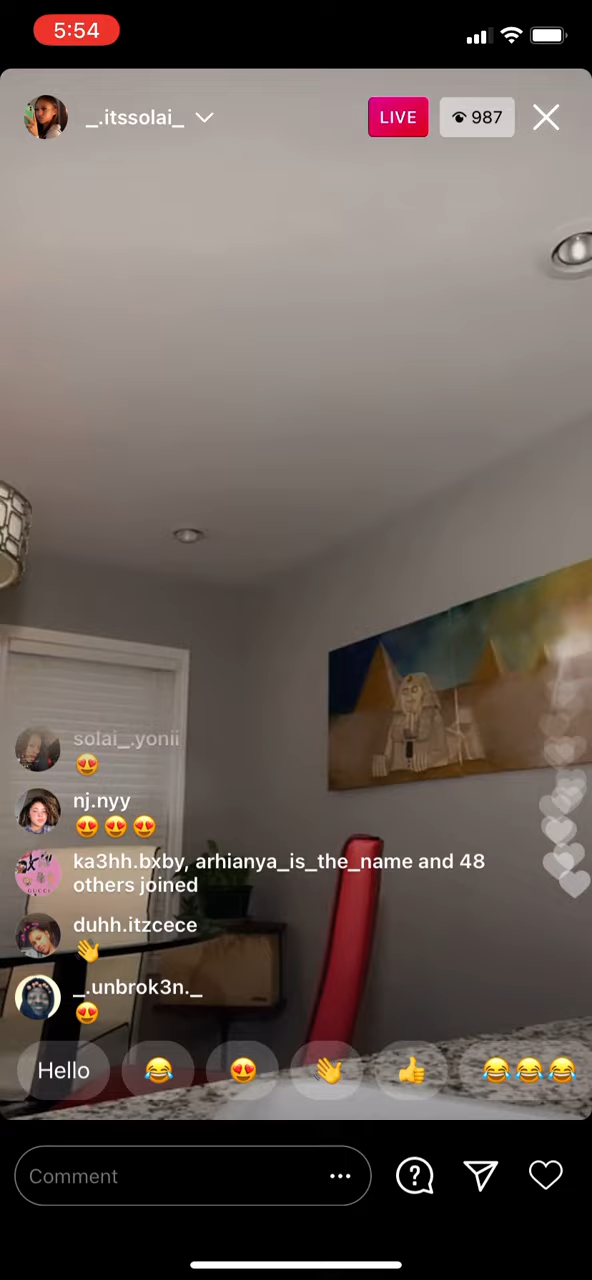 5:54
_.itssolai_
LIVE
987
solai_.yonii
nj.nyy
ka3hh.bxby, arhianya_is_the_name and 48
others joined
duhh.itzcece
_.unbrok3n._
Hello
Comment